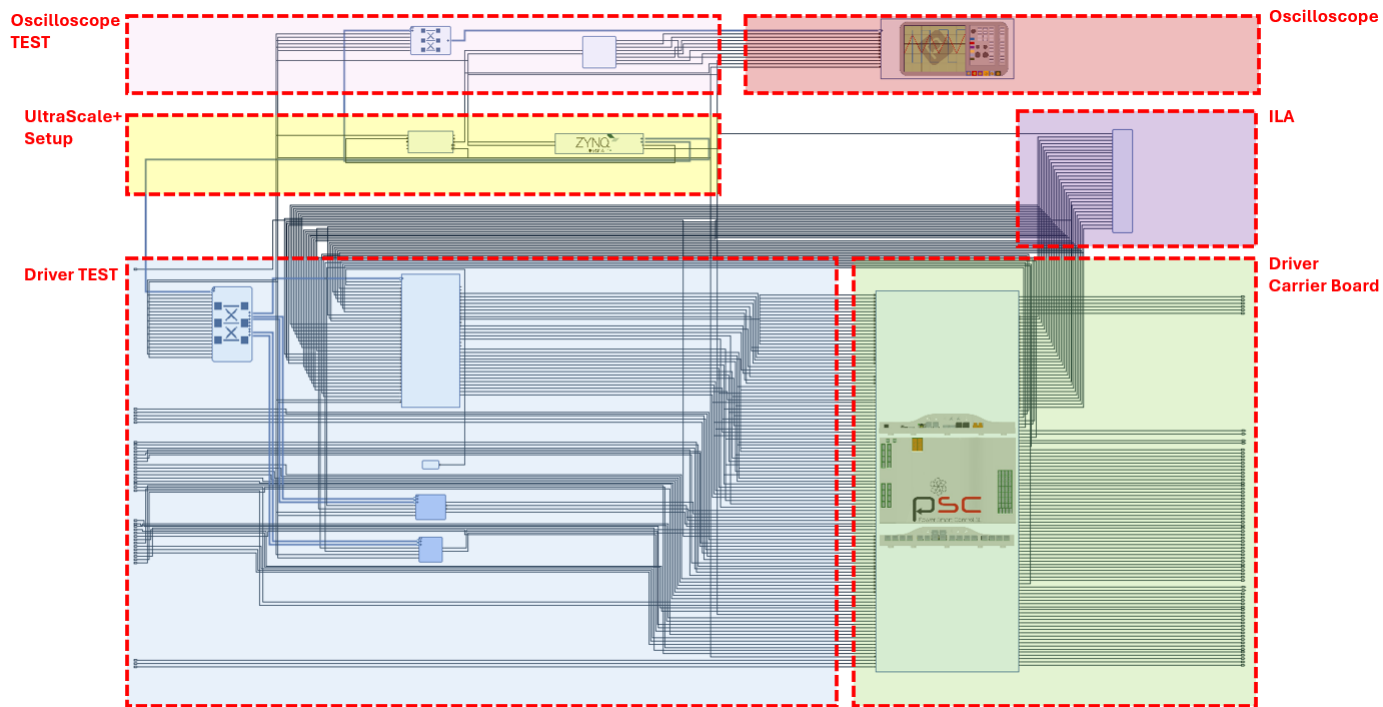 Oscilloscope
TEST
Oscilloscope
UltraScale+
Setup
ILA
ZYNQ
Driver TEST
Driver
Carrier Board
PSC